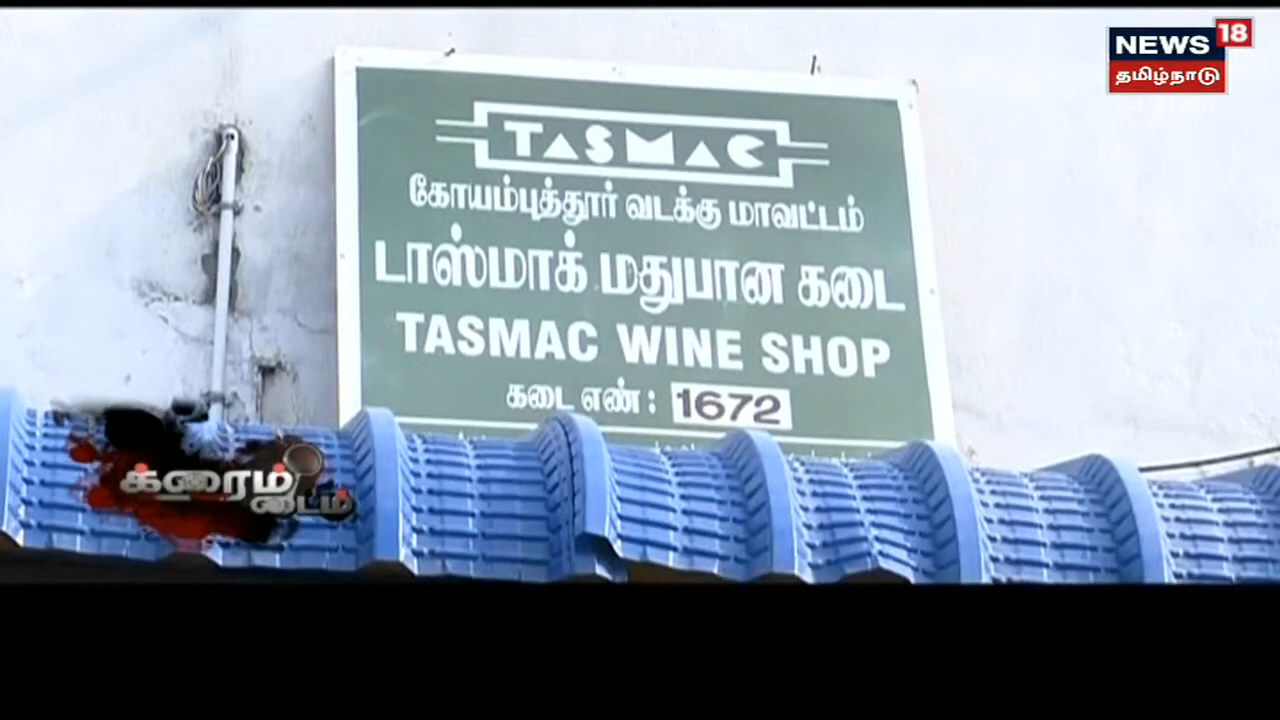 NEWS 18
தமிழ்நாடு
TASMAC
கோயம்புத்தூர் வடக்கு மாவட்டம்
டாஸ்மாக் மதுபான கடை
TASMAC WINE SHOP
கடை எண் : 1672
க்ரைம்
டைம்